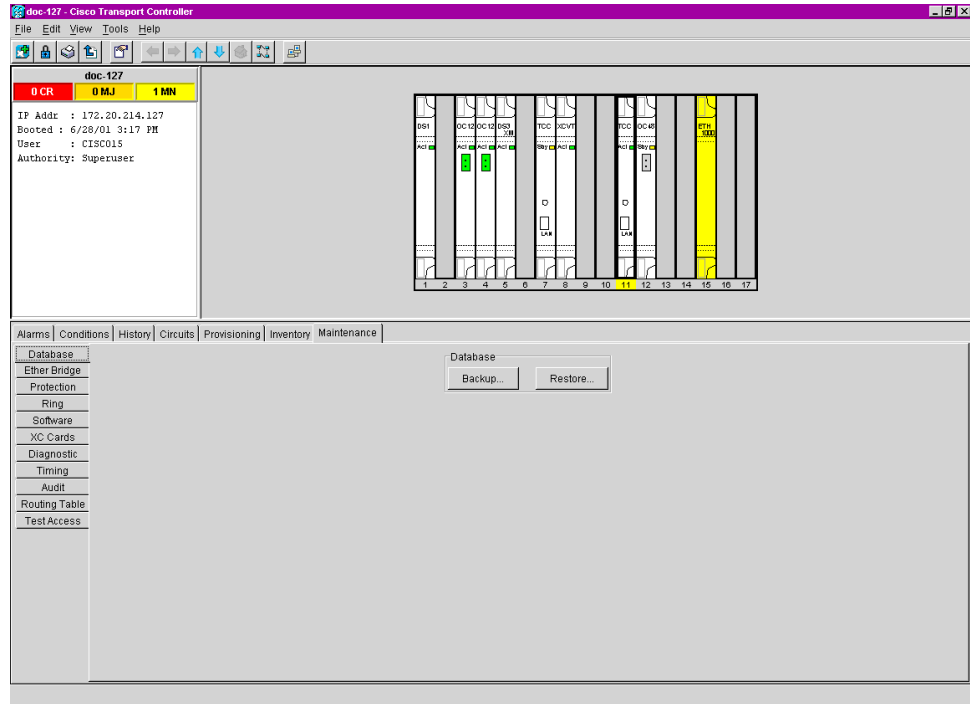 doc-127 - Cisco Transport Controller
File Edit View Tools Help
doc-127
0 CR 0 MJ 1 MN
IP Addr : 172.20.214.127
Booted : 6/28/01 3:17 PM
User : CISCO15
Authority: Superuser
DS1 OC12 OC12 DS3 TCC XCVT TCC OC48 ETH
XM 1000
Act Act Act Act Sby Act Act Sby
LAN LAN
1 2 3 4 5 6 7 8 9 10 11 12 13 14 15 16 17
Alarms Conditions History Circuits Provisioning Inventory Maintenance
Database
Ether Bridge
Protection
Ring
Software
XC Cards
Diagnostic
Timing
Audit
Routing Table
Test Access
Database
Backup... Restore...